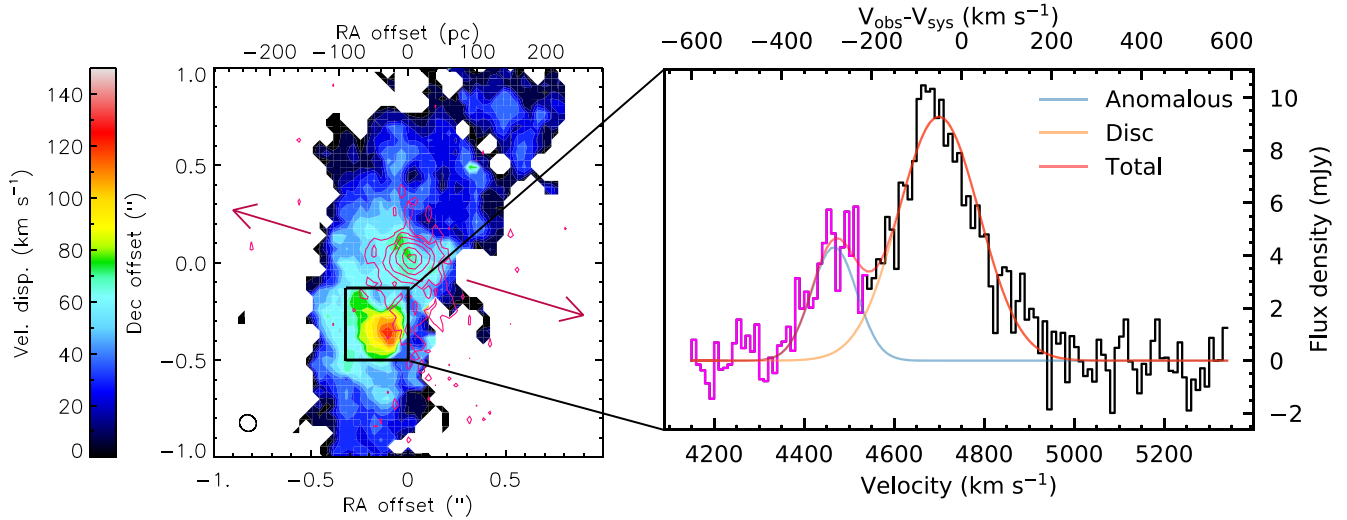 RA offset (pc)
−200 −100 0 100 200
Vel. disp. (km s⁻¹)
140
120
100
80
60
40
20
0
Dec offset (")
1.0
0.5
0.0
−0.5
−1.0
−1. −0.5 0 0.5
RA offset (")
V_obs-V_sys (km s⁻¹)
−600 −400 −200 0 200 400 600
Anomalous
Disc
Total
10
8
6
4
2
0
−2
Flux density (mJy)
4200 4400 4600 4800 5000 5200
Velocity (km s⁻¹)